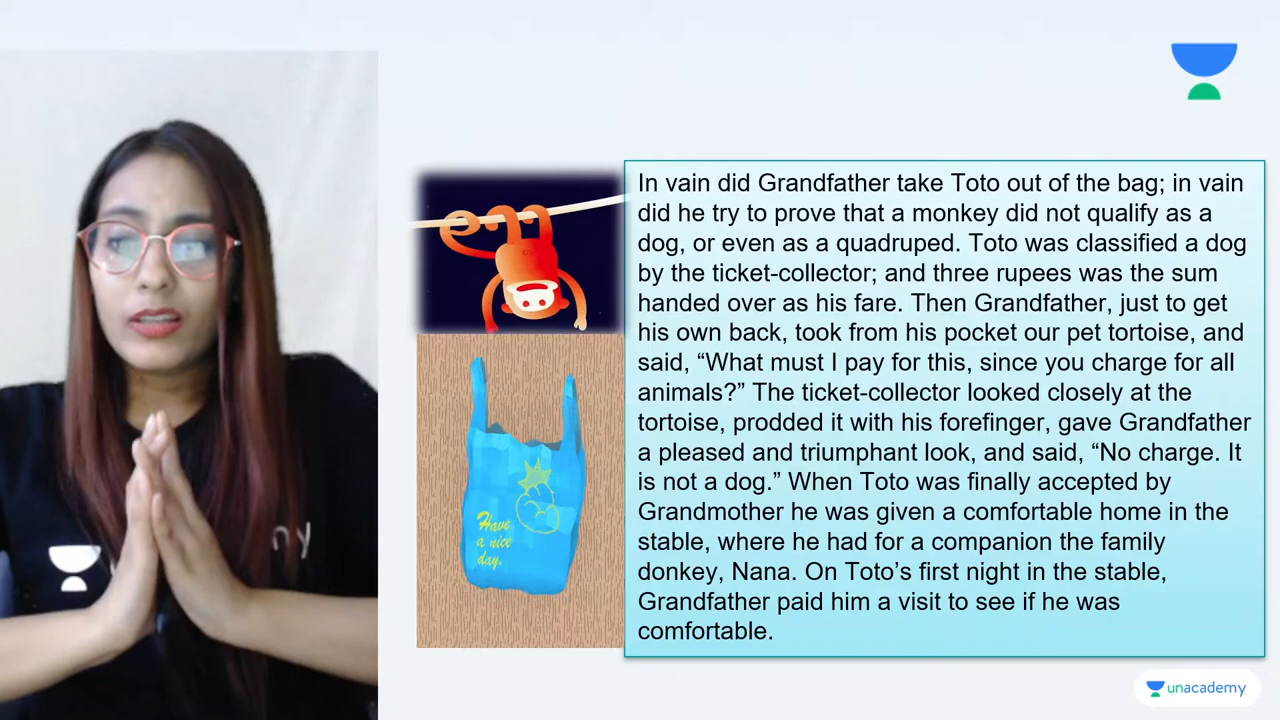 In vain did Grandfather take Toto out of the bag; in vain
did he try to prove that a monkey did not qualify as a
dog, or even as a quadruped. Toto was classified a dog
by the ticket-collector; and three rupees was the sum
handed over as his fare. Then Grandfather, just to get
his own back, took from his pocket our pet tortoise, and
said, “What must I pay for this, since you charge for all
animals?” The ticket-collector looked closely at the
tortoise, prodded it with his forefinger, gave Grandfather
a pleased and triumphant look, and said, “No charge. It
is not a dog.” When Toto was finally accepted by
Grandmother he was given a comfortable home in the
stable, where he had for a companion the family
donkey, Nana. On Toto’s first night in the stable,
Grandfather paid him a visit to see if he was
comfortable.
Have
a nice
day.
unacademy